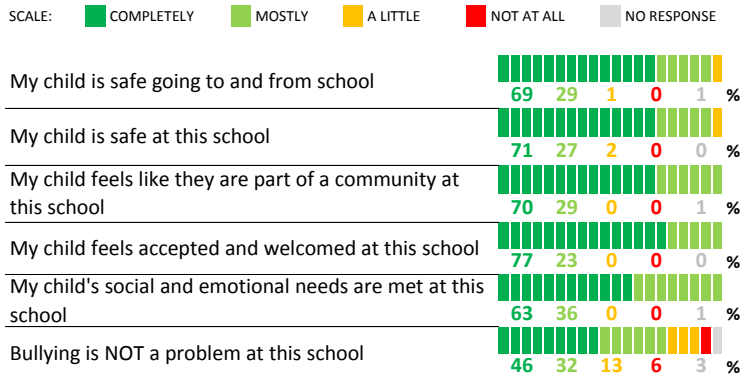 SCALE: COMPLETELY MOSTLY A LITTLE NOT AT ALL NO RESPONSE
My child is safe going to and from school
69 29 1 0 1 %
My child is safe at this school
71 27 2 0 0 %
My child feels like they are part of a community at
this school
70 29 0 0 1 %
My child feels accepted and welcomed at this school
77 23 0 0 0 %
My child's social and emotional needs are met at this
school
63 36 0 0 1 %
Bullying is NOT a problem at this school
46 32 13 6 3 %